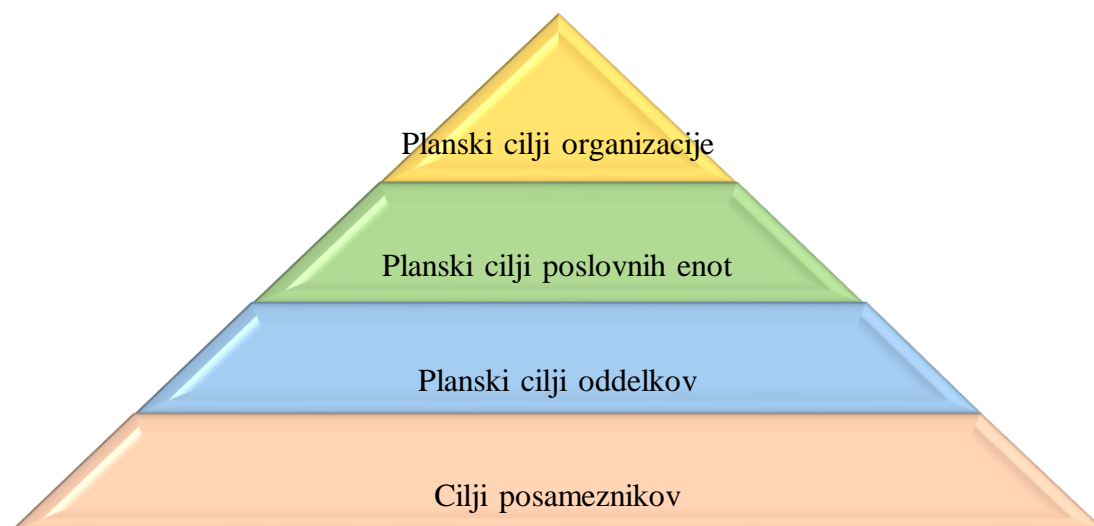 Planski cilji organizacije
Planski cilji poslovnih enot
Planski cilji oddelkov
Cilji posameznikov